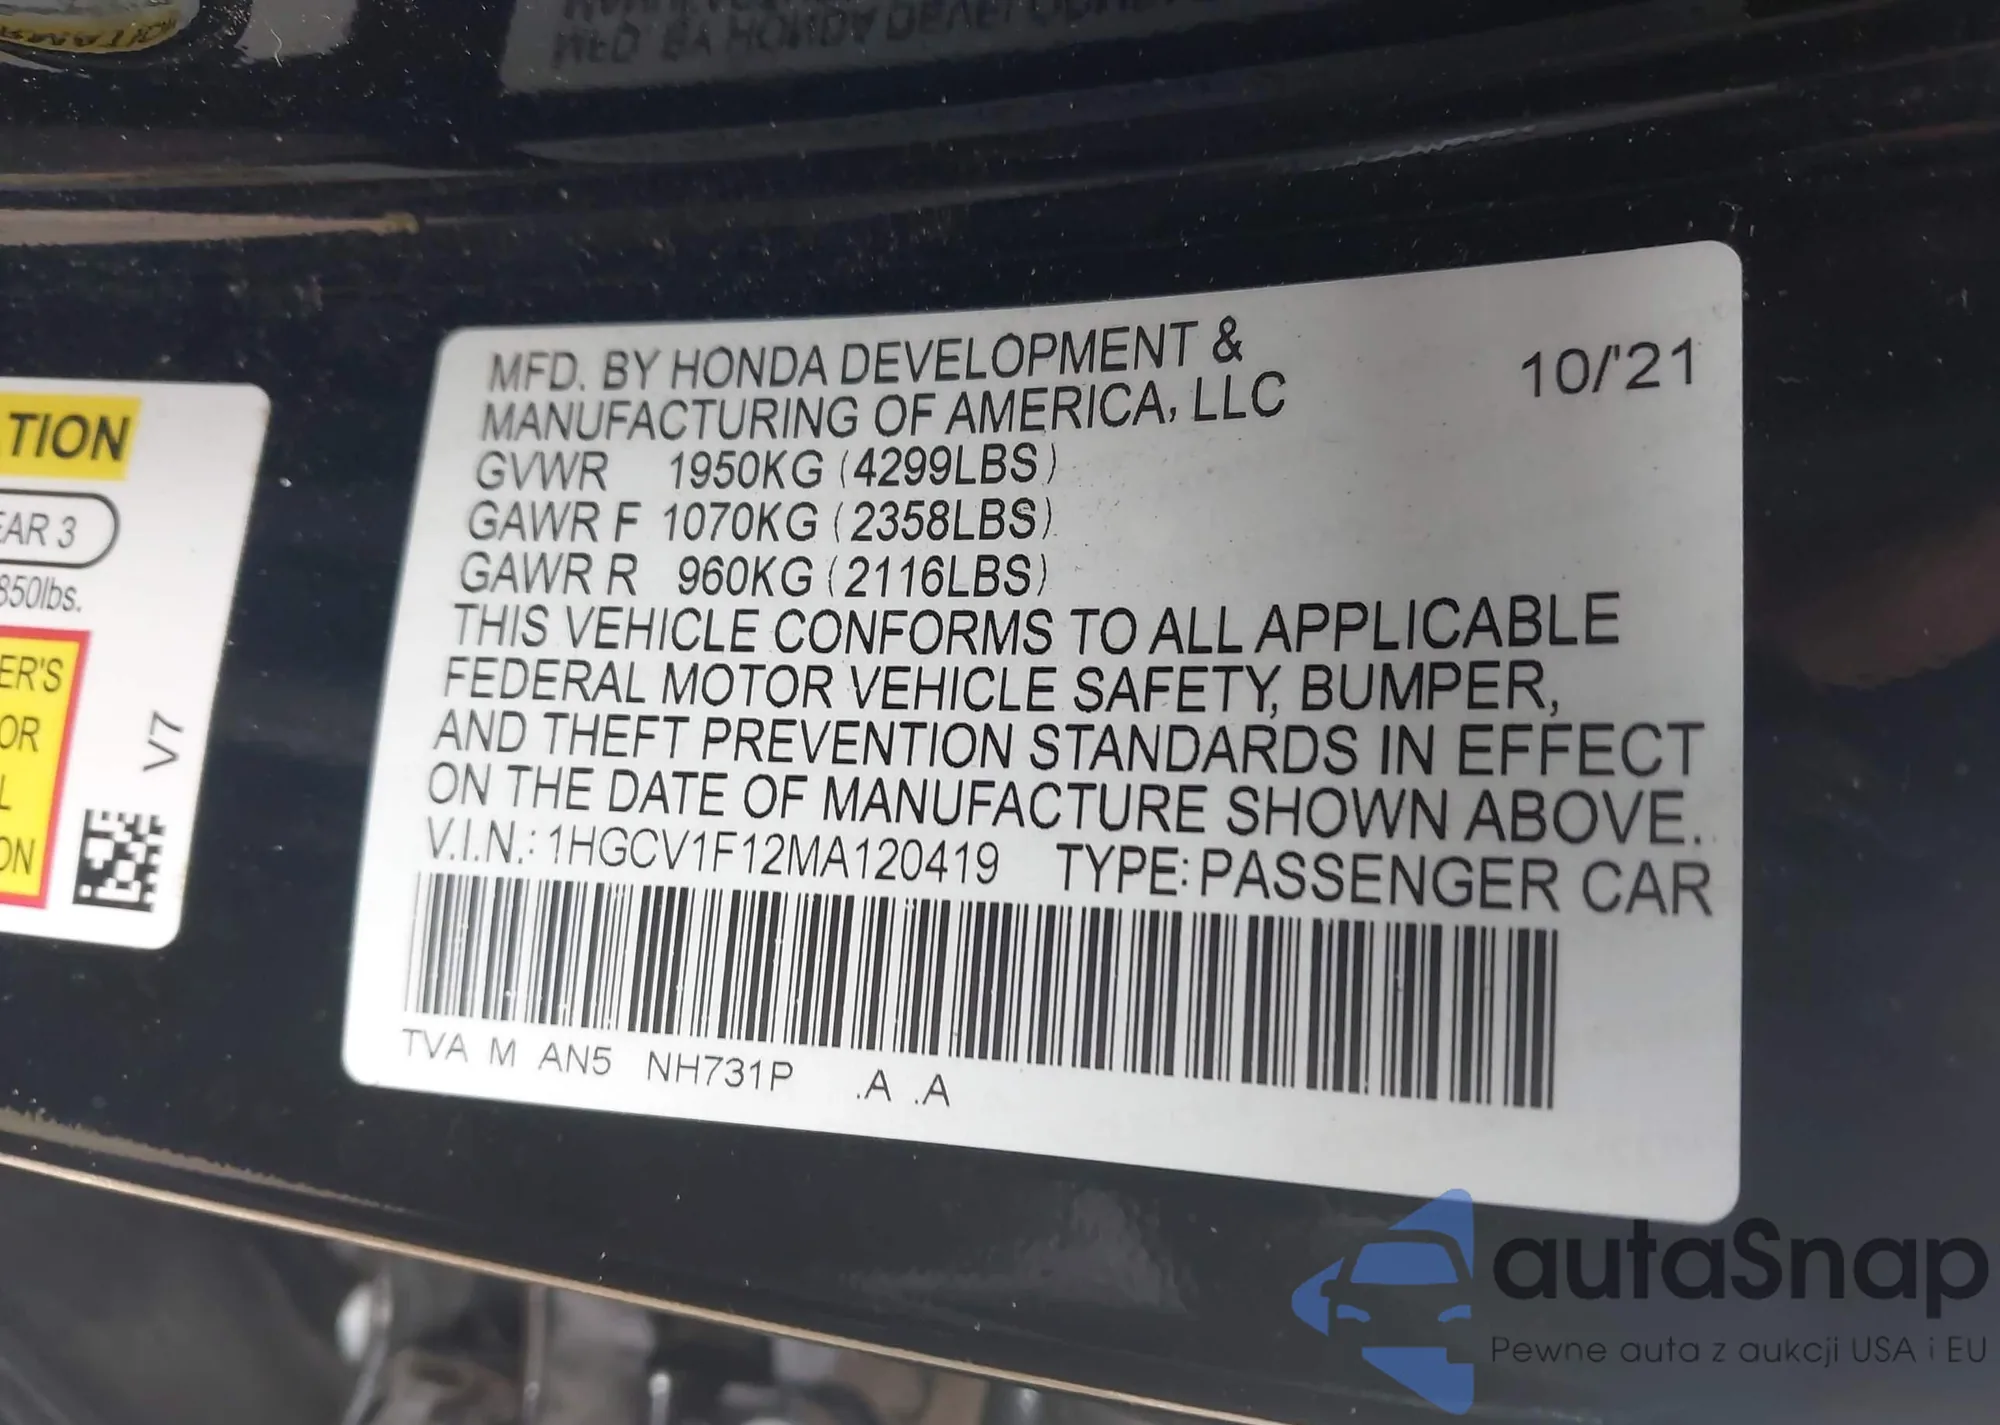 MFD. BY HONDA DEVELOPMENT &
MANUFACTURING OF AMERICA, LLC
10/'21
GVWR 1950KG (4299LBS)
GAWR F 1070KG (2358LBS)
GAWR R 960KG (2116LBS)
THIS VEHICLE CONFORMS TO ALL APPLICABLE
FEDERAL MOTOR VEHICLE SAFETY, BUMPER,
AND THEFT PREVENTION STANDARDS IN EFFECT
ON THE DATE OF MANUFACTURE SHOWN ABOVE.
V.I.N.: 1HGCV1F12MA120419 TYPE: PASSENGER CAR
TVA M AN5 NH731P .A .A
TION
EAR 3
850lbs.
ER'S
OR
L
ON
V7
autaSnap
Pewne auta z aukcji USA i EU